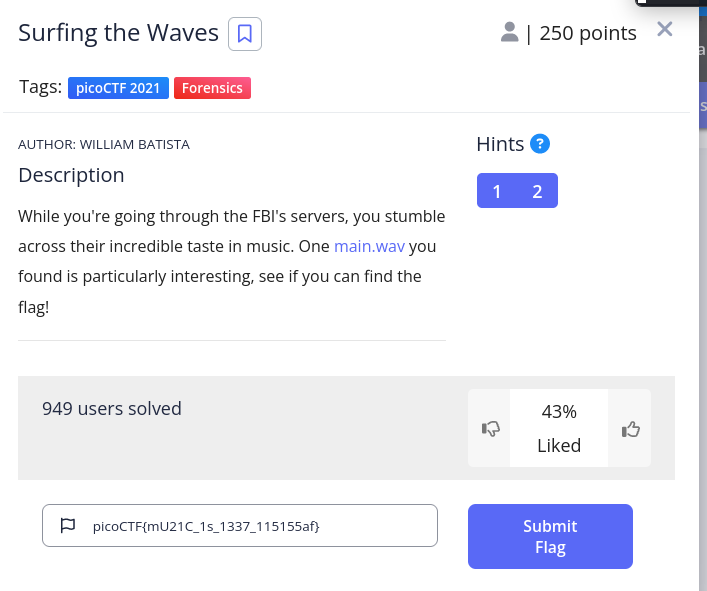 Surfing the Waves
| 250 points
Tags: picoCTF 2021 Forensics
AUTHOR: WILLIAM BATISTA
Hints ?
1 2
Description
While you're going through the FBI's servers, you stumble
across their incredible taste in music. One main.wav you
found is particularly interesting, see if you can find the
flag!
949 users solved
43%
Liked
picoCTF{mU21C_1s_1337_115155af}
Submit
Flag